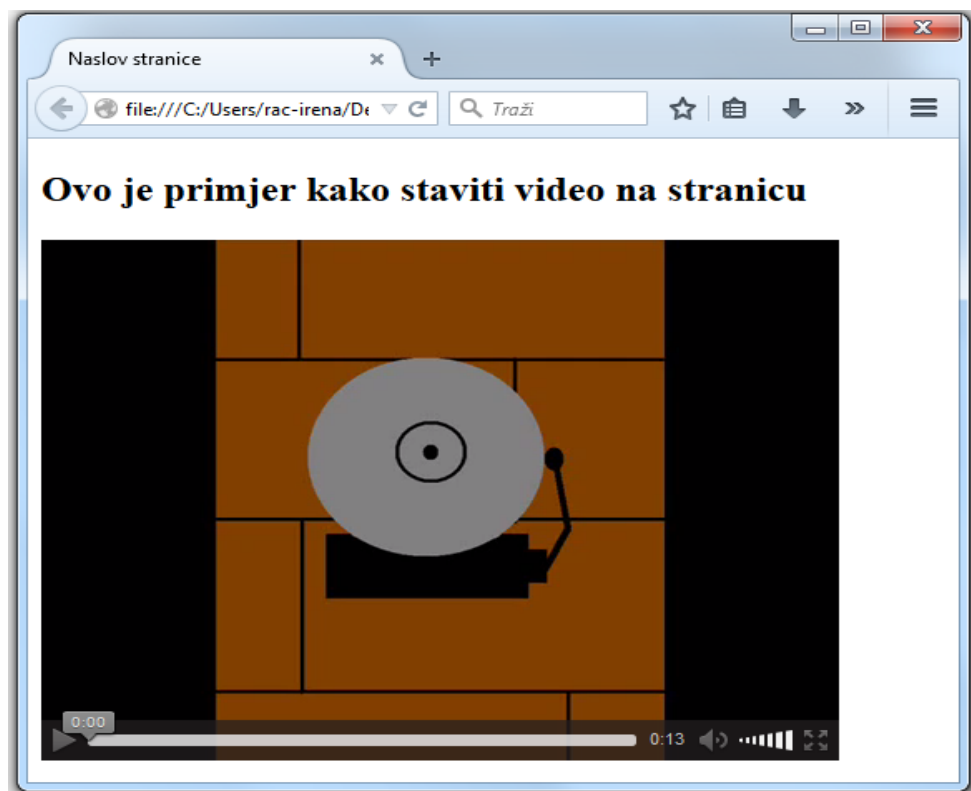 Naslov stranice
file:///C:/Users/rac-irena/De
Traži
Ovo je primjer kako staviti video na stranicu
0:00
0:13